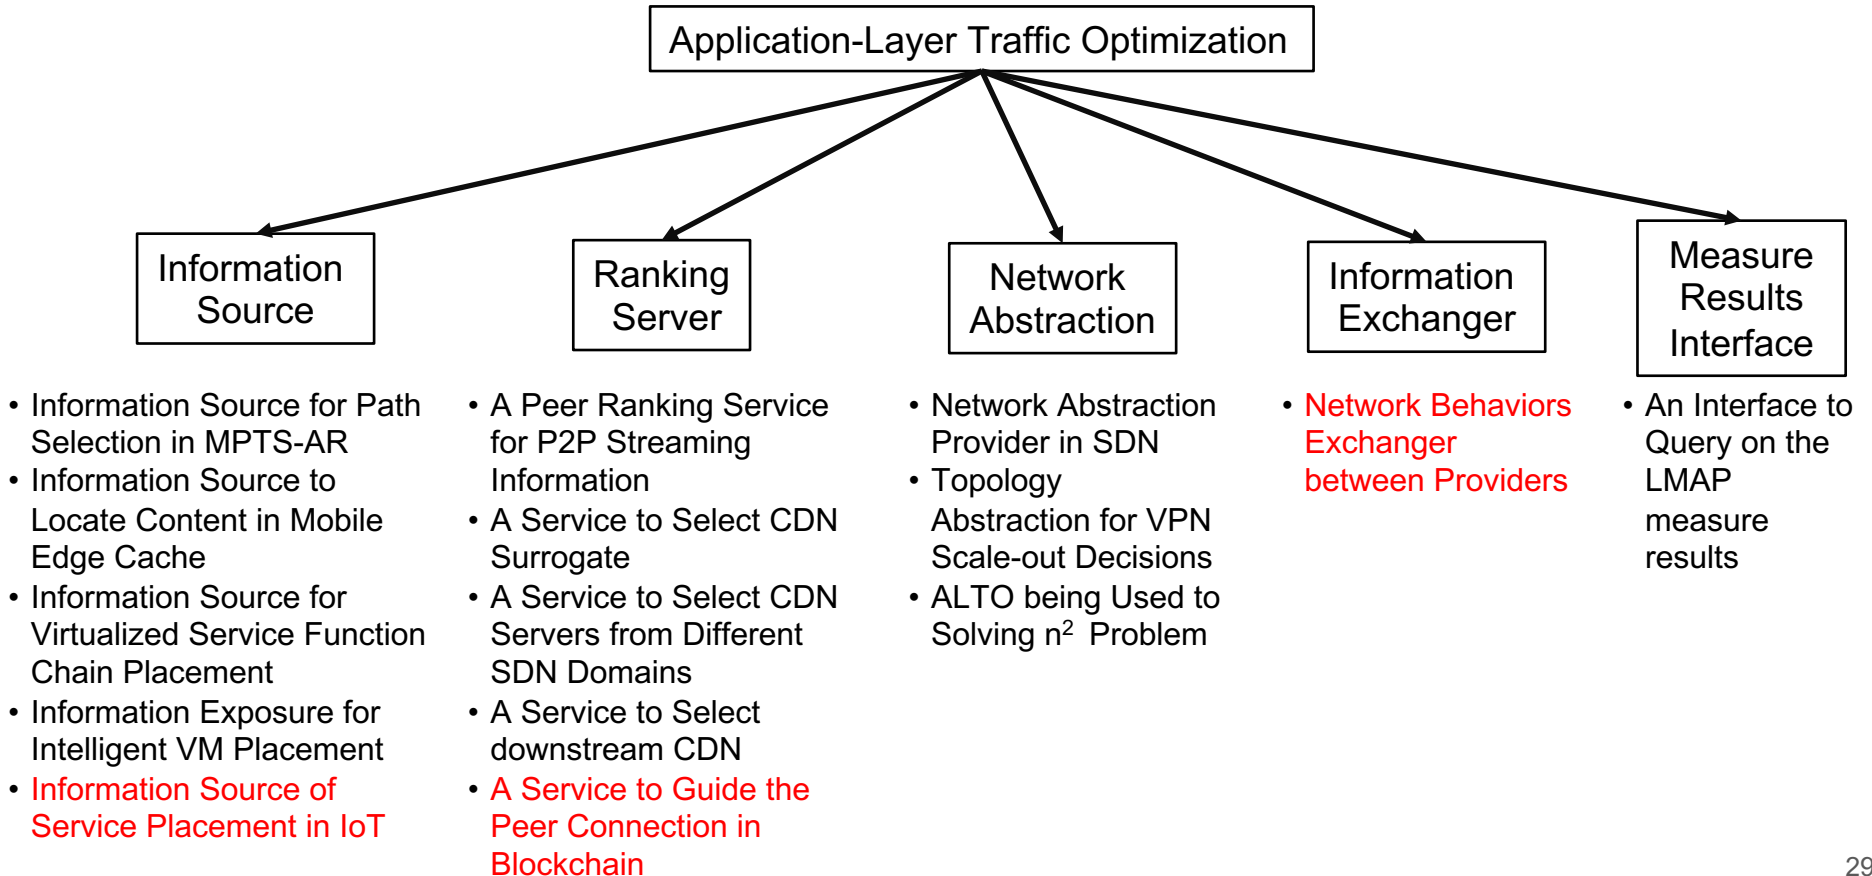 Application-Layer Traffic Optimization
Information
Source
Ranking
Server
Network
Abstraction
Information
Exchanger
Measure
Results
Interface
• Information Source for Path
Selection in MPTS-AR
• Information Source to
Locate Content in Mobile
Edge Cache
• Information Source for
Virtualized Service Function
Chain Placement
• Information Exposure for
Intelligent VM Placement
• Information Source of
Service Placement in IoT
• A Peer Ranking Service
for P2P Streaming
Information
• A Service to Select CDN
Surrogate
• A Service to Select CDN
Servers from Different
SDN Domains
• A Service to Select
downstream CDN
• A Service to Guide the
Peer Connection in
Blockchain
• Network Abstraction
Provider in SDN
• Topology
Abstraction for VPN
Scale-out Decisions
• ALTO being Used to
Solving n² Problem
• Network Behaviors
Exchanger
between Providers
• An Interface to
Query on the
LMAP
measure
results
29